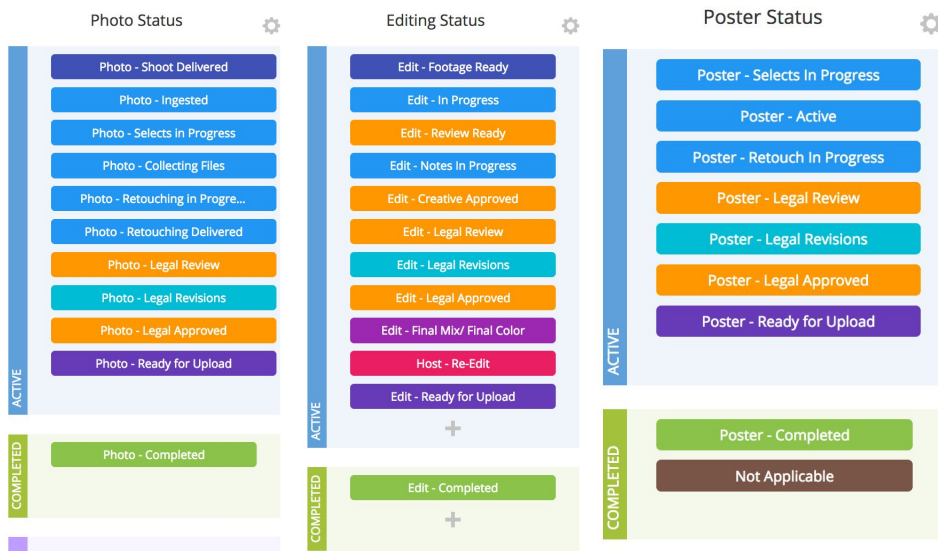 Photo Status
ACTIVE
Photo - Shoot Delivered
Photo - Ingested
Photo - Selects in Progress
Photo - Collecting Files
Photo - Retouching in Progre...
Photo - Retouching Delivered
Photo - Legal Review
Photo - Legal Revisions
Photo - Legal Approved
Photo - Ready for Upload
COMPLETED
Photo - Completed
Editing Status
ACTIVE
Edit - Footage Ready
Edit - In Progress
Edit - Review Ready
Edit - Notes In Progress
Edit - Creative Approved
Edit - Legal Review
Edit - Legal Revisions
Edit - Legal Approved
Edit - Final Mix/ Final Color
Host - Re-Edit
Edit - Ready for Upload
COMPLETED
Edit - Completed
Poster Status
ACTIVE
Poster - Selects In Progress
Poster - Active
Poster - Retouch In Progress
Poster - Legal Review
Poster - Legal Revisions
Poster - Legal Approved
Poster - Ready for Upload
COMPLETED
Poster - Completed
Not Applicable